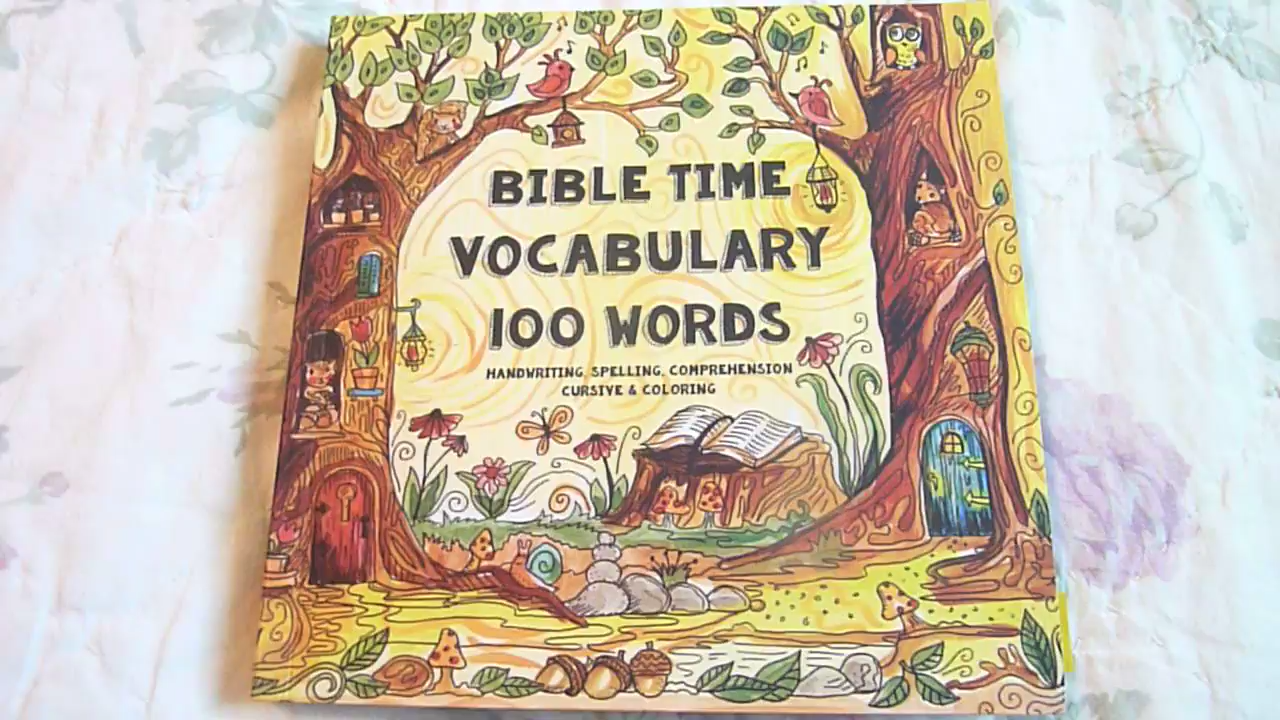 BIBLE TIME
VOCABULARY
100 WORDS
HANDWRITING, SPELLING, COMPREHENSION
CURSIVE & COLORING